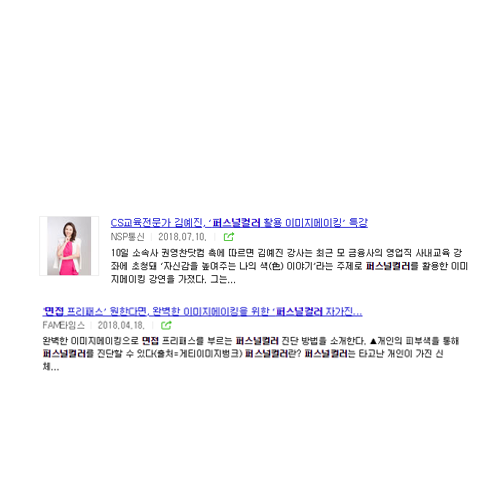 CS교육전문가 김예진, '퍼스널컬러 활용 이미지메이킹' 특강
NSP통신 | 2018.07.10. |
10일 소속사 권영찬닷컴 측에 따르면 김예진 강사는 최근 모 금융사의 영업직 사내교육 강
좌에 초청돼 '자신감을 높여주는 나의 색(色) 이야기'라는 주제로 퍼스널컬러를 활용한 이미
지메이킹 강연을 가졌다. 그는...
'면접 프리패스' 원한다면, 완벽한 이미지메이킹을 위한 '퍼스널컬러 자가진...
FAM타임스 | 2018.04.18. |
완벽한 이미지메이킹으로 면접 프리패스를 부르는 퍼스널컬러 진단 방법을 소개한다. ▲개인의 피부색을 통해
퍼스널컬러를 진단할 수 있다(출처=게티이미지뱅크) 퍼스널컬러란? 퍼스널컬러는 타고난 개인이 가진 신
체...